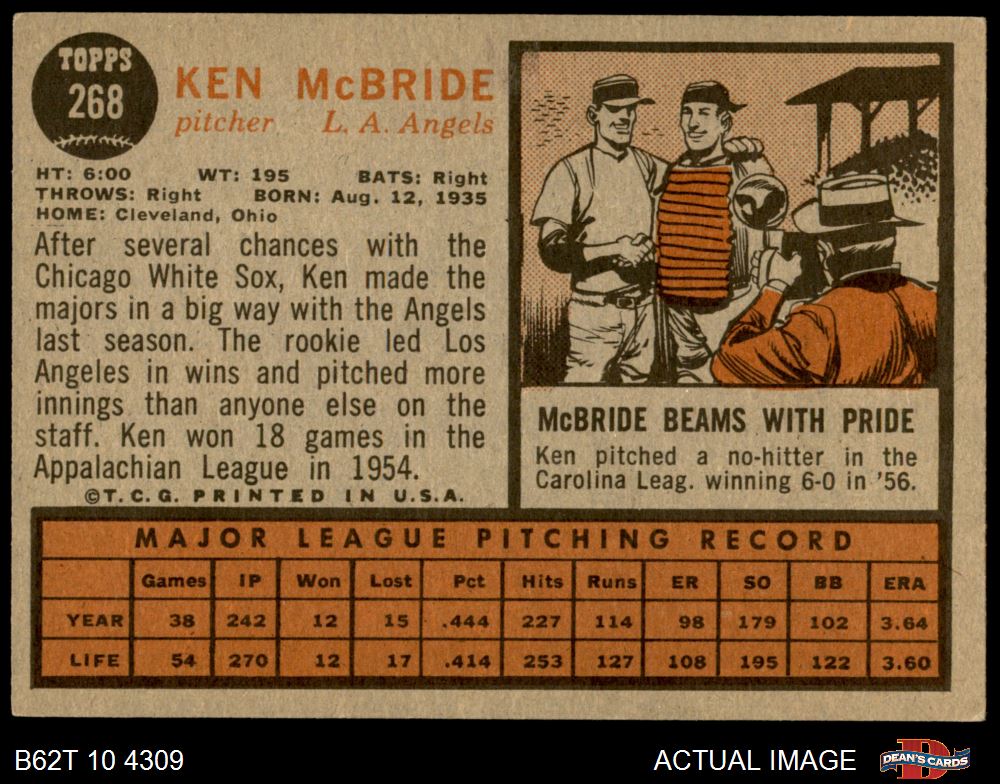 TOPPS
268
KEN McBRIDE
pitcher L. A. Angels
HT: 6:00 WT: 195 BATS: Right
THROWS: Right BORN: Aug. 12, 1935
HOME: Cleveland, Ohio
After several chances with the
Chicago White Sox, Ken made the
majors in a big way with the Angels
last season. The rookie led Los
Angeles in wins and pitched more
innings than anyone else on the
staff. Ken won 18 games in the
Appalachian League in 1954.
©T.C.G. PRINTED IN U.S.A.
McBRIDE BEAMS WITH PRIDE
Ken pitched a no-hitter in the
Carolina Leag. winning 6-0 in '56.
MAJOR LEAGUE PITCHING RECORD
Games IP Won Lost Pct Hits Runs ER SO BB ERA
YEAR 38 242 12 15 .444 227 114 98 179 102 3.64
LIFE 54 270 12 17 .414 253 127 108 195 122 3.60
B62T 10 4309 ACTUAL IMAGE D DEAN'S CARDS